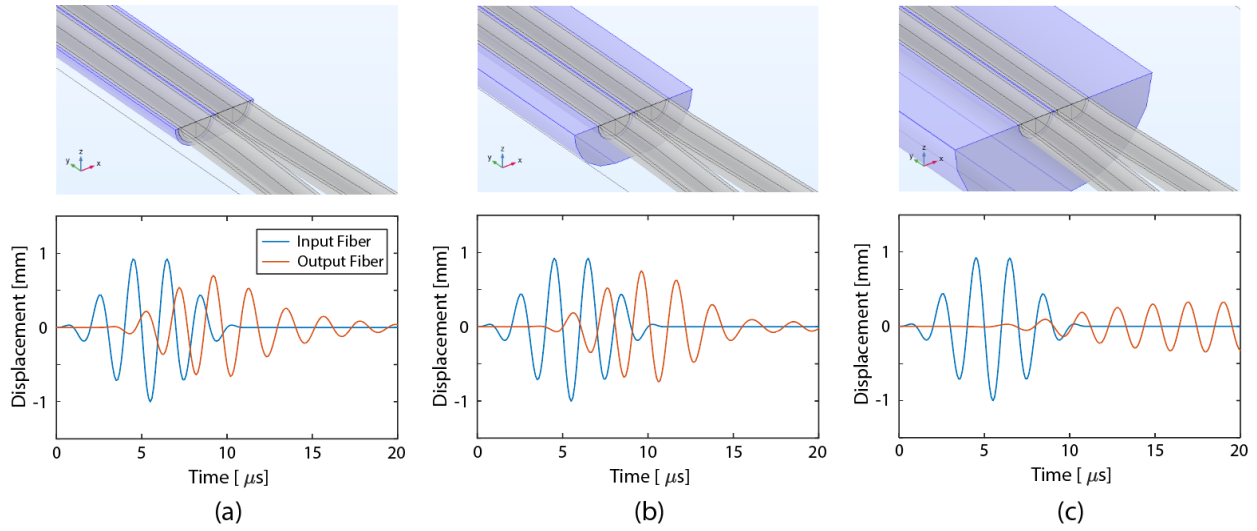 z
y
x
z
y
x
z
y
x
Displacement [mm]
1
0
-1
Input Fiber
Output Fiber
0
5
10
15
20
Time [ μs]
(a)
Displacement [mm]
1
0
-1
0
5
10
15
20
Time [ μs]
(b)
Displacement [mm]
1
0
-1
0
5
10
15
20
Time [ μs]
(c)